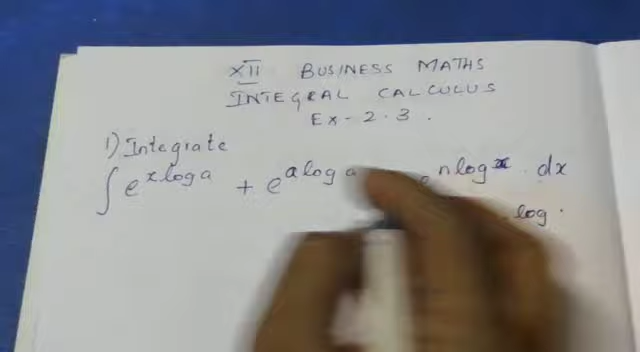 XII BUSINESS MATHS
INTEGRAL CALCULUS
Ex - 2.3.
1) Integrate
∫ e^{x log a} + e^{a log a} e^{n log x} . dx
. log .